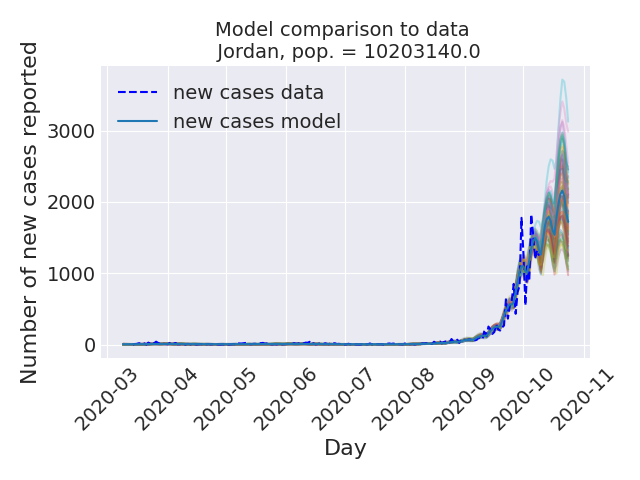 Model comparison to data
Jordan, pop. = 10203140.0
new cases data
new cases model
Number of new cases reported
3000
2000
1000
0
2020-03
2020-04
2020-05
2020-06
2020-07
2020-08
2020-09
2020-10
2020-11
Day